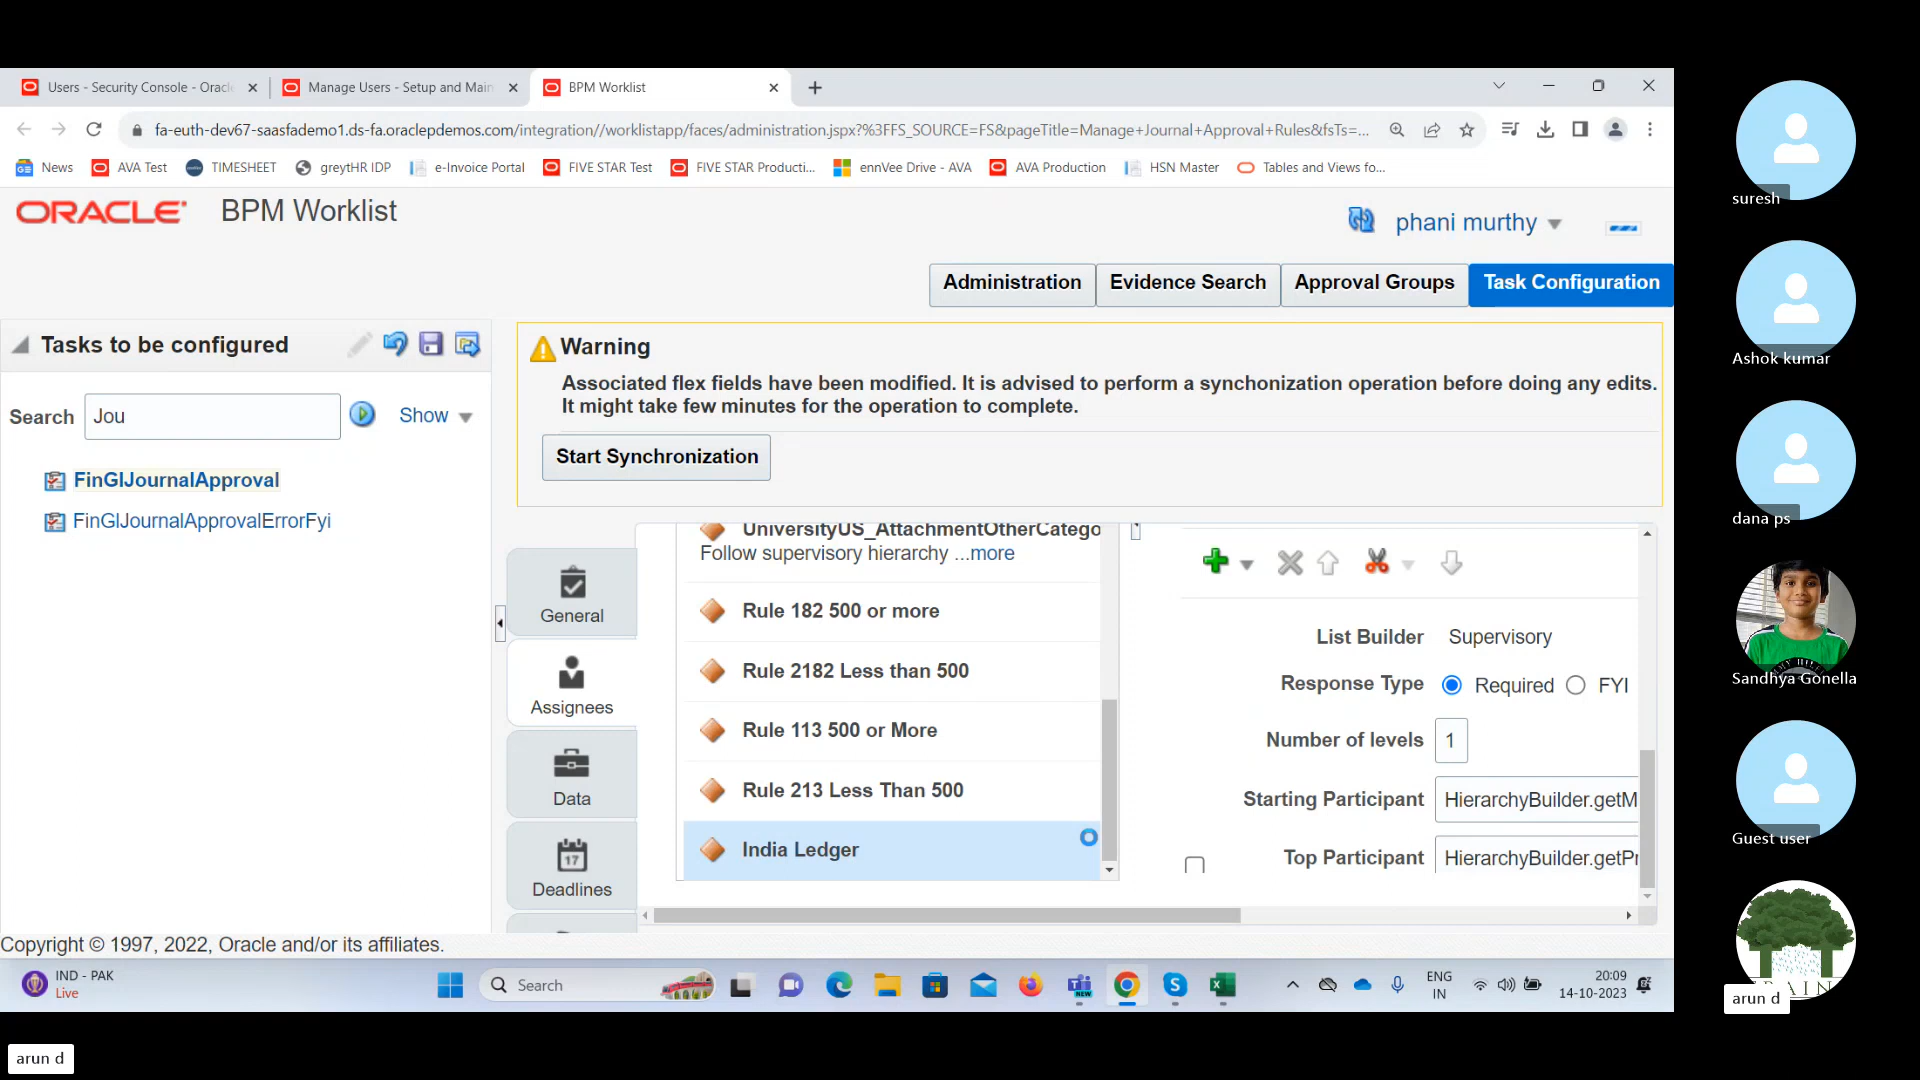 Users - Security Console - Oracle
Manage Users - Setup and Main
BPM Worklist
fa-euth-dev67-saasfademo1.ds-fa.oraclepdemos.com/integration//worklistapp/faces/administration.jspx?%3FFS_SOURCE=FS&pageTitle=Manage+Journal+Approval+Rules&fsTs=...
News
AVA Test
TIMESHEET
greytHR IDP
e-Invoice Portal
FIVE STAR Test
FIVE STAR Producti...
ennVee Drive - AVA
AVA Production
HSN Master
Tables and Views fo...
ORACLE BPM Worklist
phani murthy
Administration
Evidence Search
Approval Groups
Task Configuration
Tasks to be configured
Search Jou Show
FinGlJournalApproval
FinGlJournalApprovalErrorFyi
Warning
Associated flex fields have been modified. It is advised to perform a synchonization operation before doing any edits.
It might take few minutes for the operation to complete.
Start Synchronization
General
Assignees
Data
17
Deadlines
UniversityUS_AttachmentOtherCatego
Follow supervisory hierarchy ...more
Rule 182 500 or more
Rule 2182 Less than 500
Rule 113 500 or More
Rule 213 Less Than 500
India Ledger
List Builder Supervisory
Response Type Required FYI
Number of levels 1
Starting Participant HierarchyBuilder.getM
Top Participant HierarchyBuilder.getPr
Copyright © 1997, 2022, Oracle and/or its affiliates.
IND - PAK
Live
Search
NEW
ENG
IN
20:09
14-10-2023
suresh
Ashok kumar
dana ps
Sandhya Gonella
Guest user
arun d
arun d